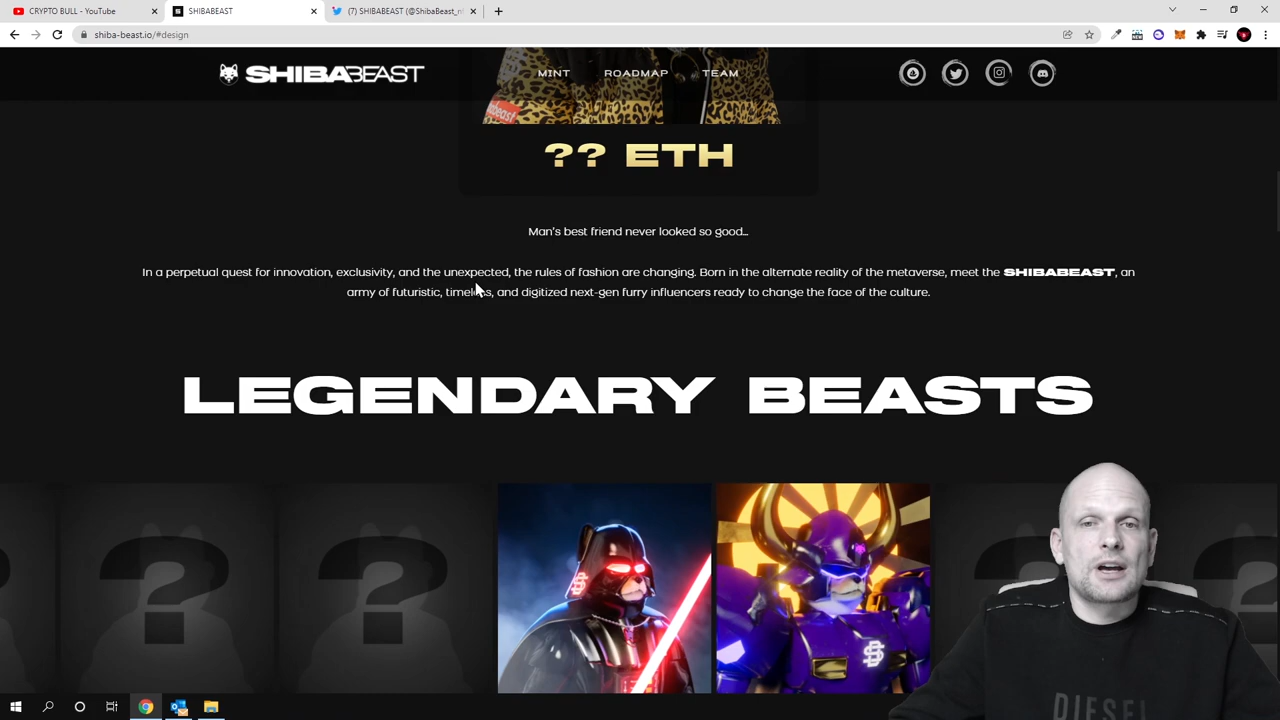 CRYPTO BULL - YouTube
SHIBABEAST
(7) SHIBABEAST (@ShibaBeast_nf
shiba-beast.io/#design
SHIBABEAST
MINT
ROADMAP
TEAM
shibabeast
?? ETH
Man's best friend never looked so good...
In a perpetual quest for innovation, exclusivity, and the unexpected, the rules of fashion are changing. Born in the alternate reality of the metaverse, meet the SHIBABEAST, an
army of futuristic, timeless, and digitized next-gen furry influencers ready to change the face of the culture.
LEGENDARY BEASTS
? ? ? ?
DIESEL